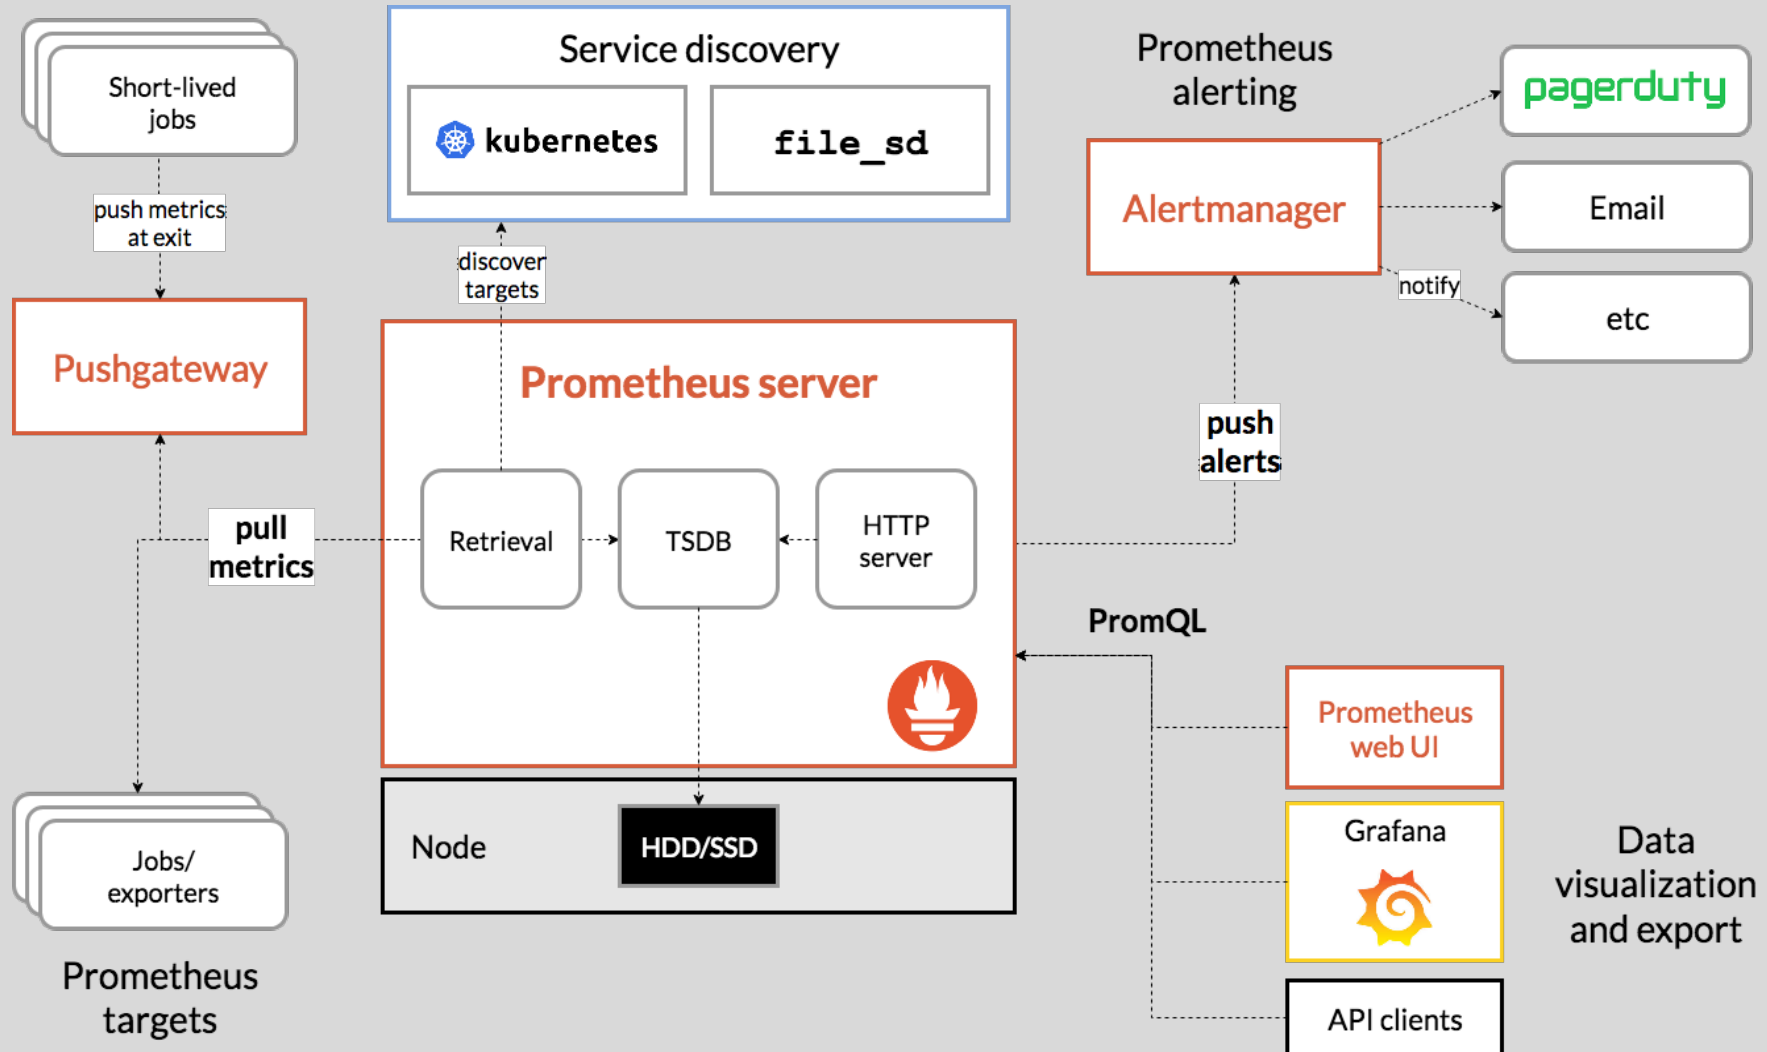 Short-lived
jobs
push metrics
at exit
Pushgateway
pull
metrics
Jobs/
exporters
Prometheus
targets
Service discovery
kubernetes
file_sd
discover
targets
Prometheus server
Retrieval
TSDB
HTTP
server
Node
HDD/SSD
Prometheus
alerting
Alertmanager
pagerduty
Email
notify
etc
push
alerts
PromQL
Prometheus
web UI
Grafana
API clients
Data
visualization
and export